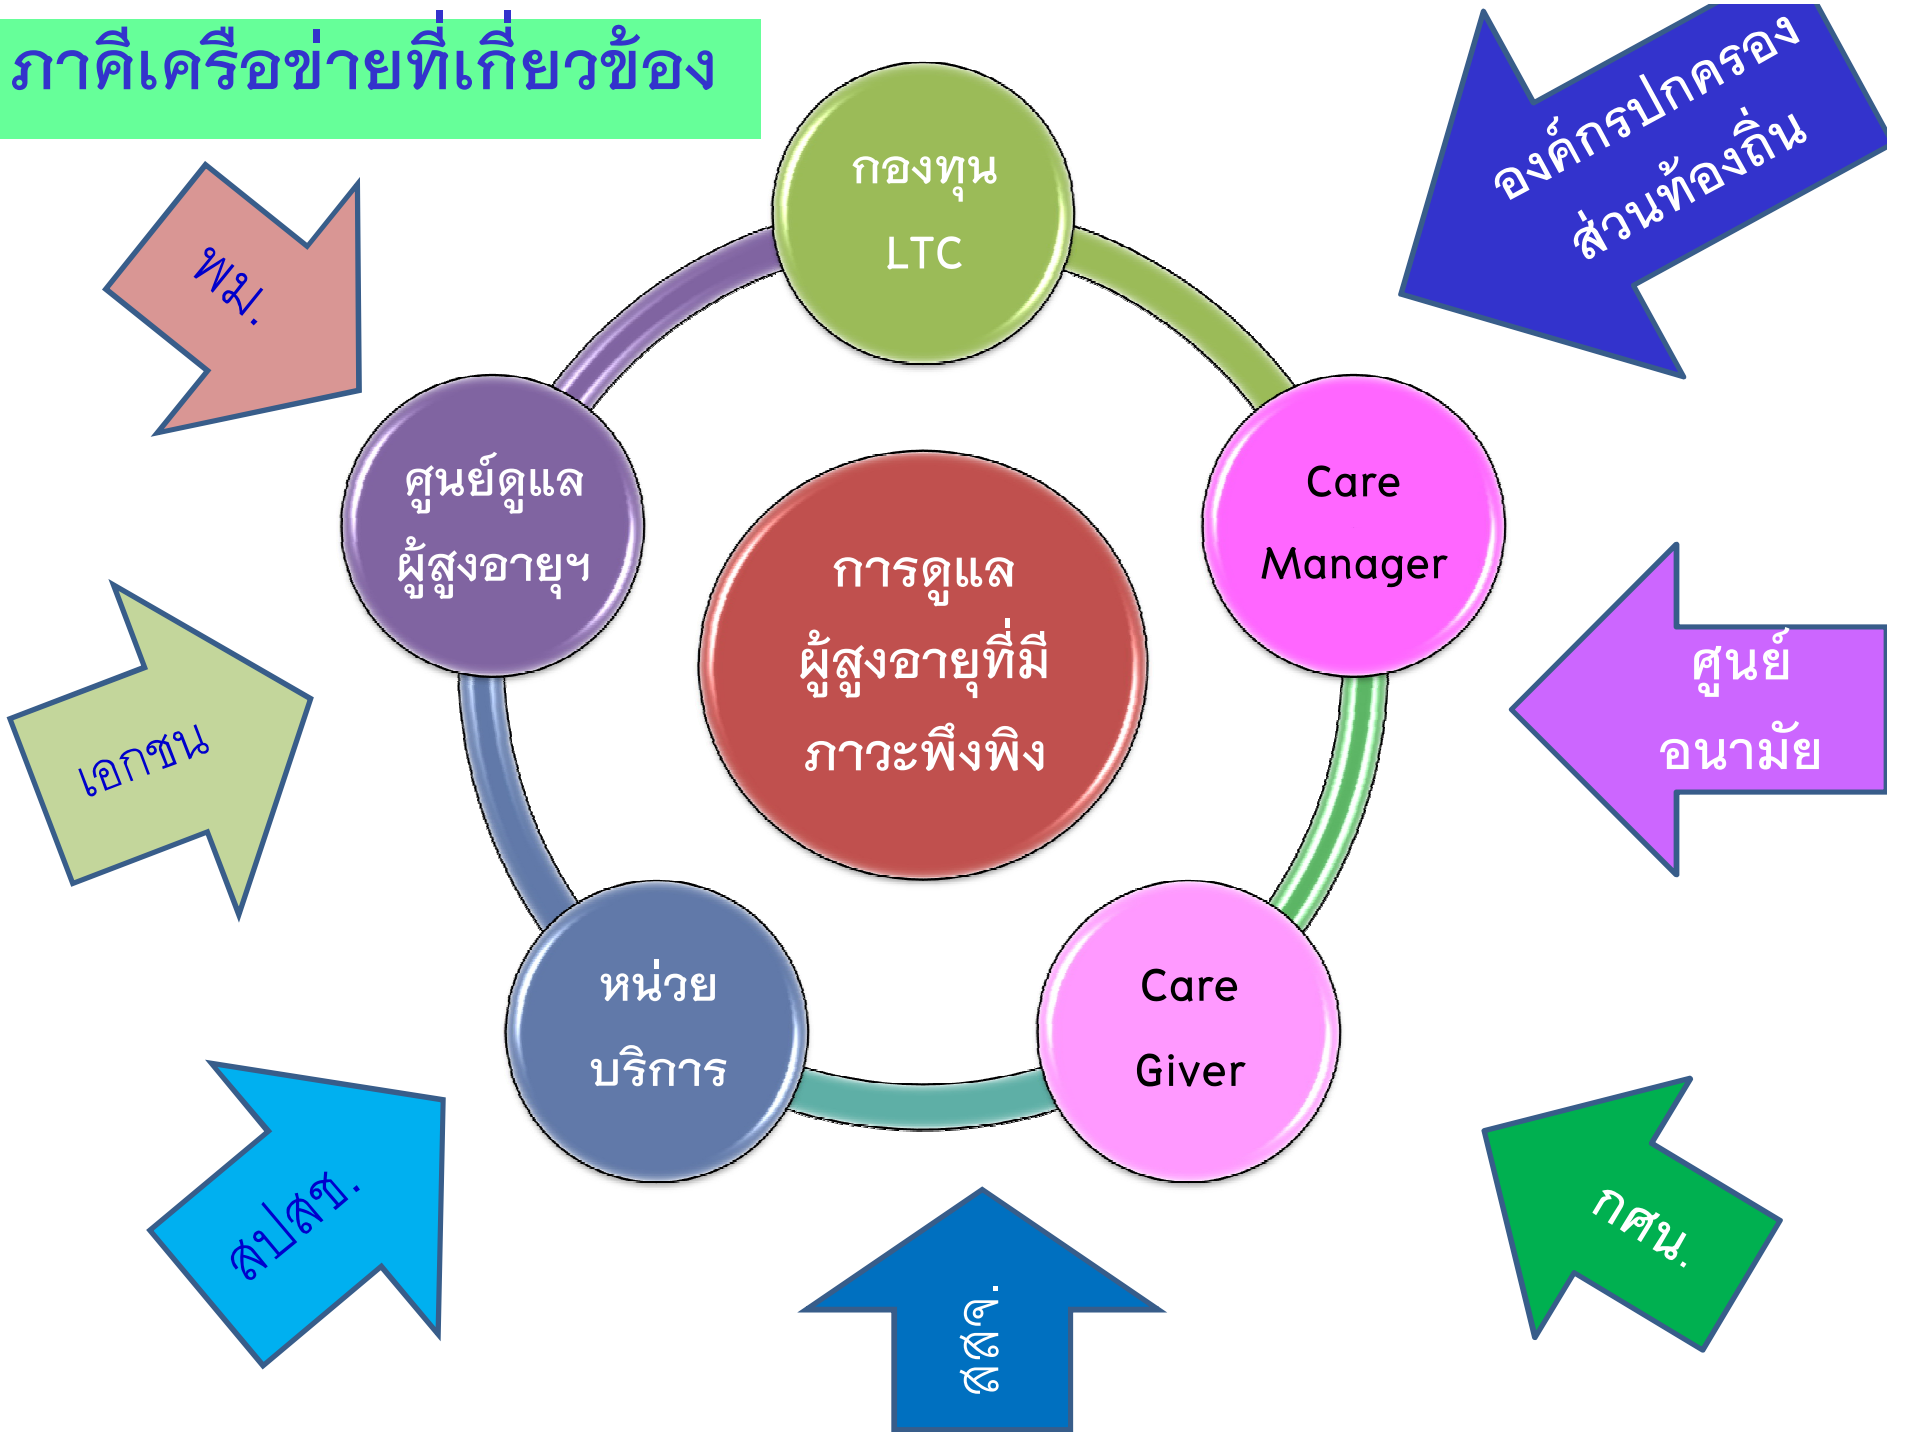 ภาคีเครือข่ายที่เกี่ยวข้อง
กองทุน
LTC
องค์กรปกครอง
ส่วนท้องถิ่น
พม.
ศูนย์ดูแล
ผู้สูงอายุฯ
การดูแล
ผู้สูงอายุที่มี
ภาวะพึงพิง
Care
Manager
ศูนย์
อนามัย
เอกชน
หน่วย
บริการ
Care
Giver
สปสช.
สสจ.
กศน.